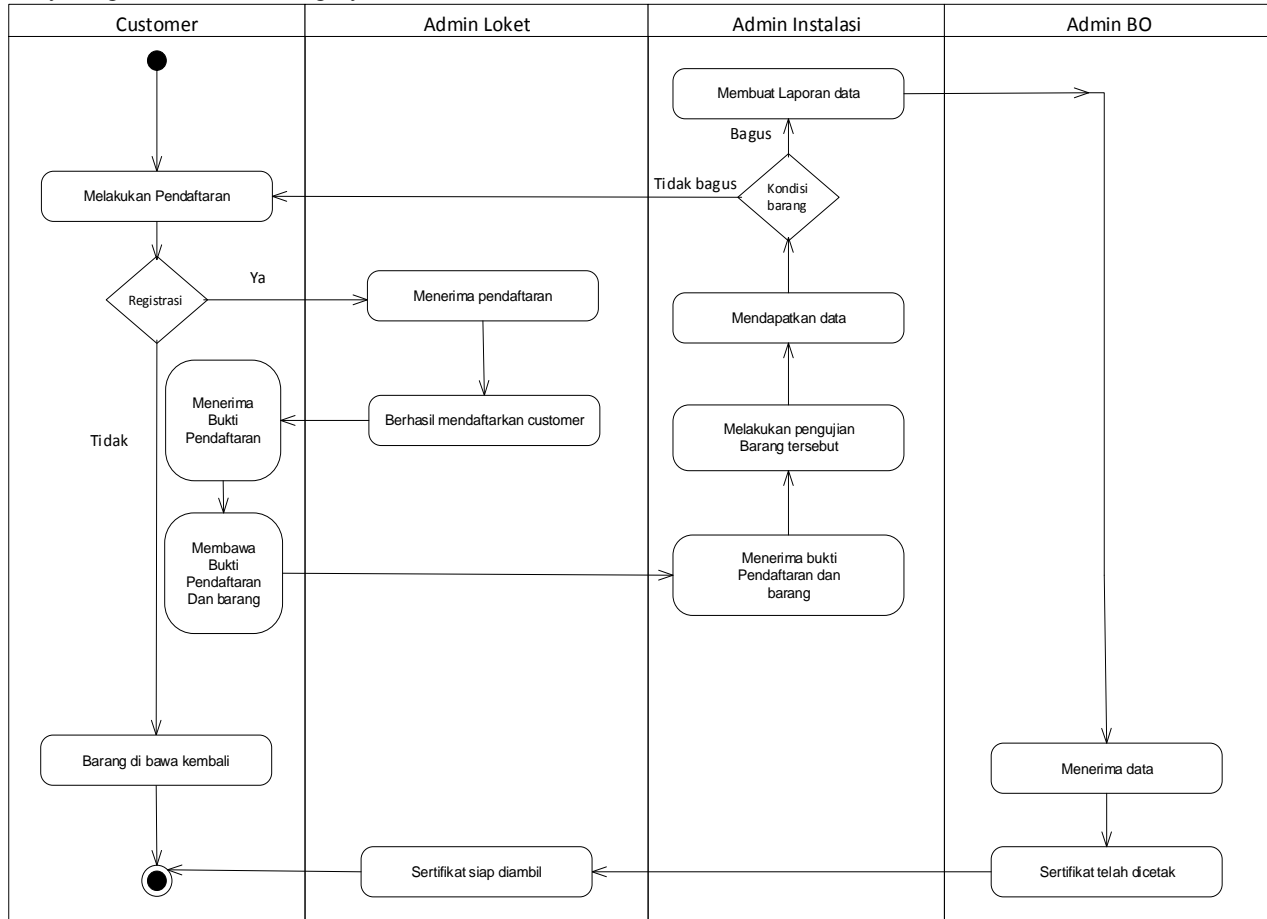 Customer
Admin Loket
Admin Instalasi
Admin BO
Membuat Laporan data
Bagus
Tidak bagus
Kondisi
barang
Melakukan Pendaftaran
Ya
Registrasi
Menerima pendaftaran
Mendapatkan data
Menerima
Bukti
Pendaftaran
Berhasil mendaftarkan customer
Melakukan pengujian
Barang tersebut
Tidak
Membawa
Bukti
Pendaftaran
Dan barang
Menerima bukti
Pendaftaran dan
barang
Barang di bawa kembali
Menerima data
Sertifikat siap diambil
Sertifikat telah dicetak